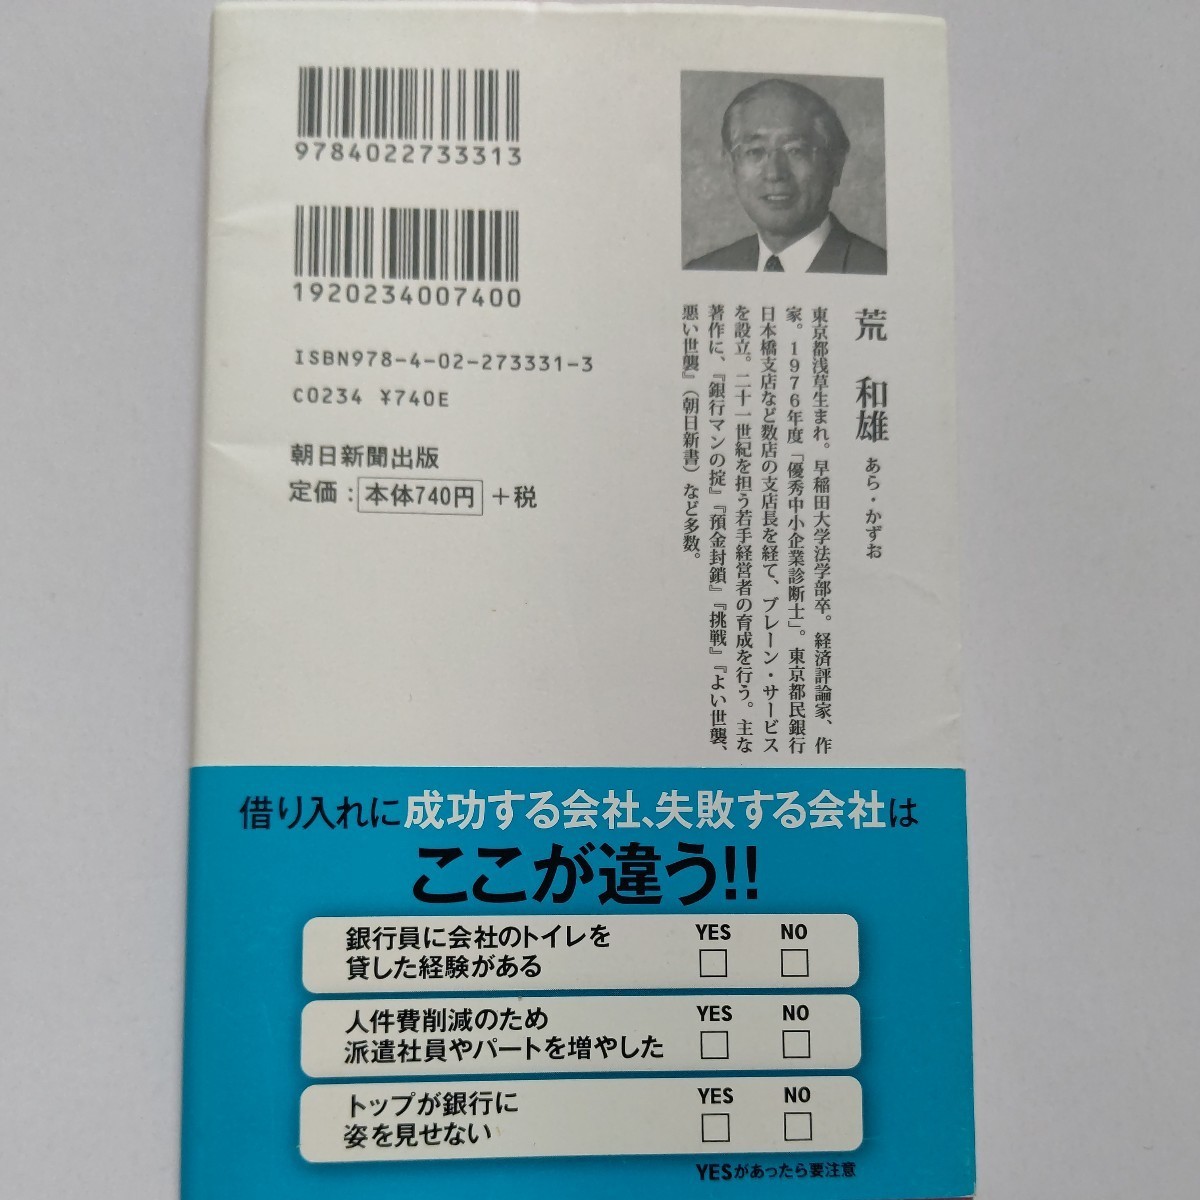 9784022733313
1920234007400
ISBN978-4-02-273331-3
C0234 ¥740E
朝日新聞出版
定価：本体740円＋税
荒 和雄 あら・かずお
東京都浅草生まれ。早稲田大学法学部卒。経済評論家、作
家。1976年度「優秀中小企業診断士」。東京都民銀行
日本橋支店など数店の支店長を経て、ブレーン・サービス
を設立。二十一世紀を担う若手経営者の育成を行う。主な
著作に、『銀行マンの掟』『預金封鎖』『挑戦』『よい世襲、
悪い世襲』（朝日新書）など多数。
借り入れに成功する会社、失敗する会社は
ここが違う!!
銀行員に会社のトイレを
貸した経験がある
YES NO
人件費削減のため
派遣社員やパートを増やした
YES NO
トップが銀行に
姿を見せない
YES NO
YESがあったら要注意